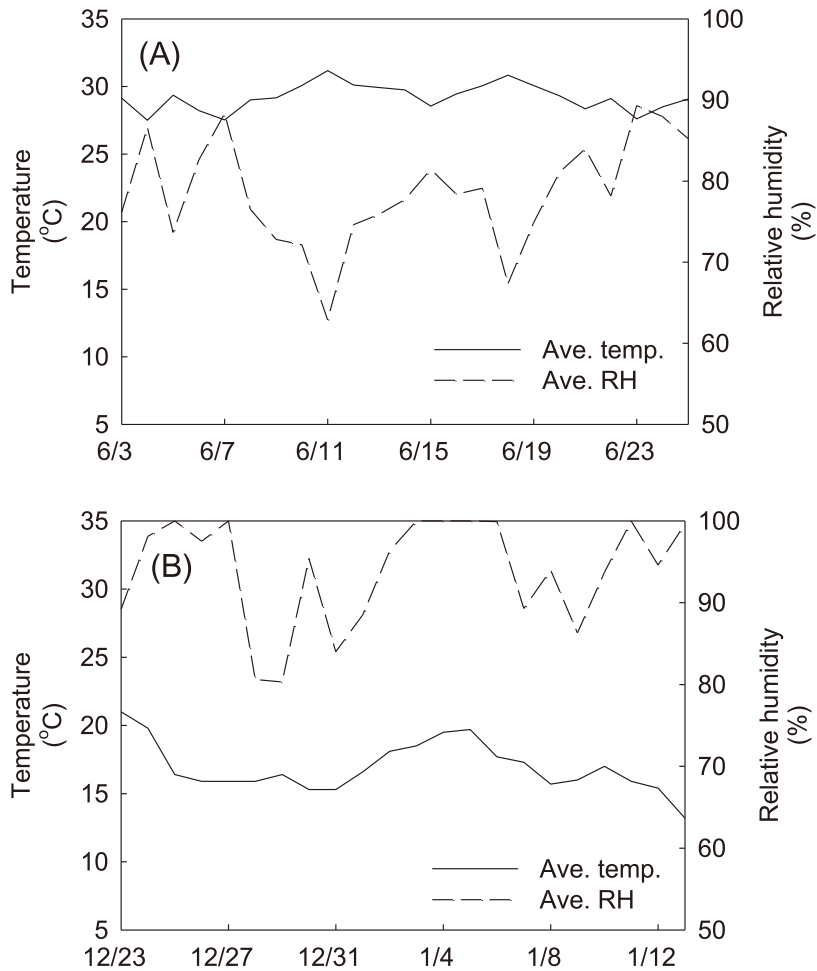 (A)
35
30
25
20
15
10
5
Temperature
(°C)
100
90
80
70
60
50
Relative humidity
(%)
Ave. temp.
Ave. RH
6/3 6/7 6/11 6/15 6/19 6/23
(B)
35
30
25
20
15
10
5
Temperature
(°C)
100
90
80
70
60
50
Relative humidity
(%)
Ave. temp.
Ave. RH
12/23 12/27 12/31 1/4 1/8 1/12